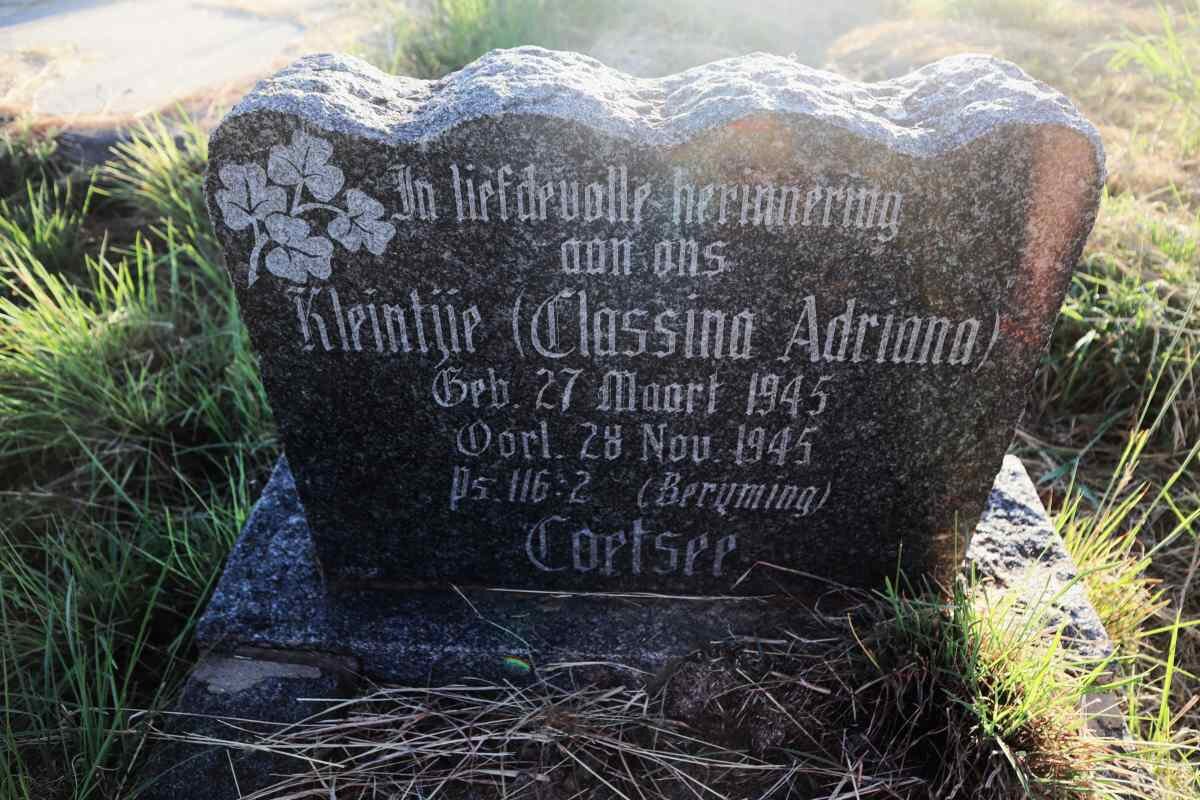 In liefdevolle herinnering
aan ons
Kleintjie (Classina Adriana)
Geb. 27 Maart 1945
Oorl. 28 Nov. 1945
Ps. 116:2 (Beryming)
Coetsee